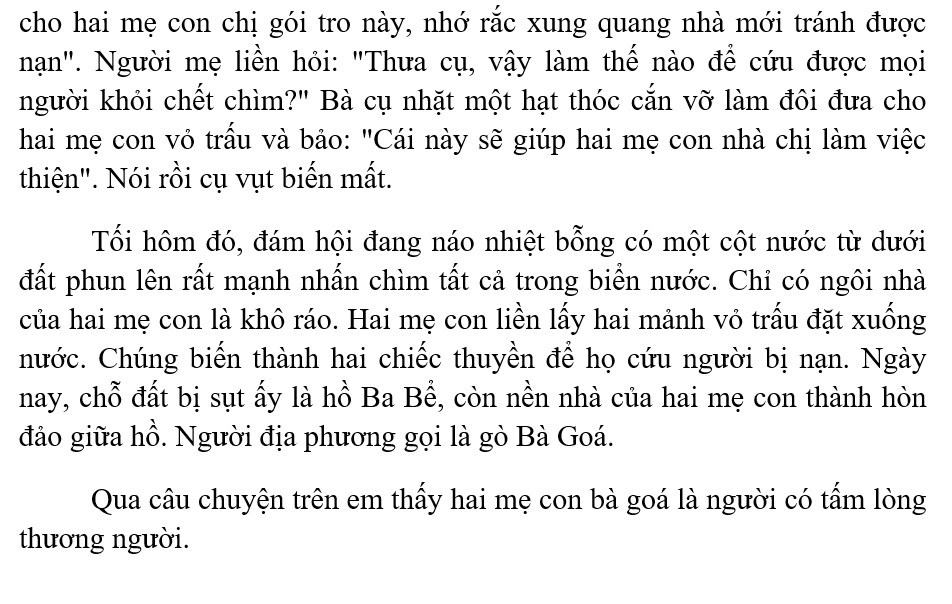 cho hai mẹ con chị gói tro này, nhớ rắc xung quang nhà mới tránh được
nạn". Người mẹ liền hỏi: "Thưa cụ, vậy làm thế nào để cứu được mọi
người khỏi chết chìm?" Bà cụ nhặt một hạt thóc cắn vỡ làm đôi đưa cho
hai mẹ con vỏ trấu và bảo: "Cái này sẽ giúp hai mẹ con nhà chị làm việc
thiện". Nói rồi cụ vụt biến mất.
Tối hôm đó, đám hội đang náo nhiệt bỗng có một cột nước từ dưới
đất phun lên rất mạnh nhấn chìm tất cả trong biển nước. Chỉ có ngôi nhà
của hai mẹ con là khô ráo. Hai mẹ con liền lấy hai mảnh vỏ trấu đặt xuống
nước. Chúng biến thành hai chiếc thuyền để họ cứu người bị nạn. Ngày
nay, chỗ đất bị sụt ấy là hồ Ba Bể, còn nền nhà của hai mẹ con thành hòn
đảo giữa hồ. Người địa phương gọi là gò Bà Goá.
Qua câu chuyện trên em thấy hai mẹ con bà goá là người có tấm lòng
thương người.